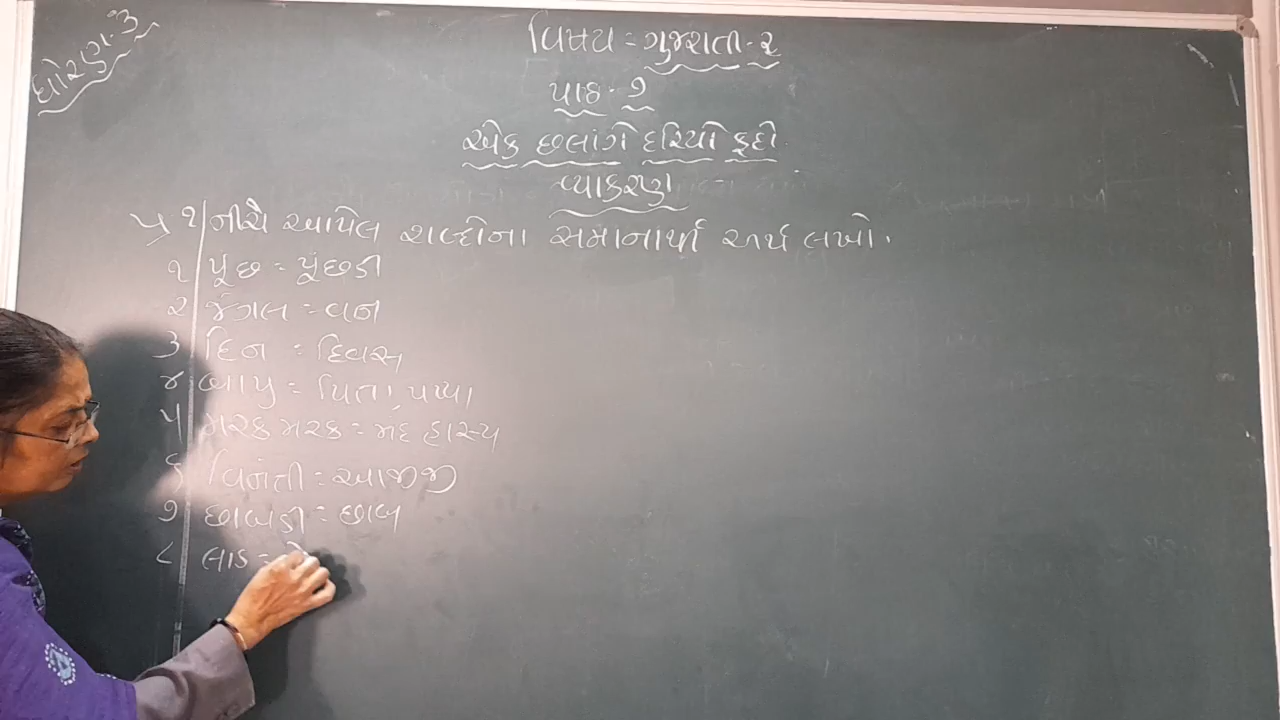 ધોરણ-૩
વિષય = ગુજરાતી-૨
પાઠ-૭
એક છલાંગે દરિયો કૂદો
વ્યાકરણ
પ્ર ૧ નીચે આપેલ શબ્દોના સમાનાર્થી અર્થ લખો.
૧ પૂંછ = પૂંછડી
૨ જંગલ = વન
૩ દિન = દિવસ
૪ બાપુ = પિતા, પપ્પા
૫ મરક મરક = મંદ હાસ્ય
૬ વિનંતી = આજીજી
૭ છાબડી = છાબ
૮ લાડ =